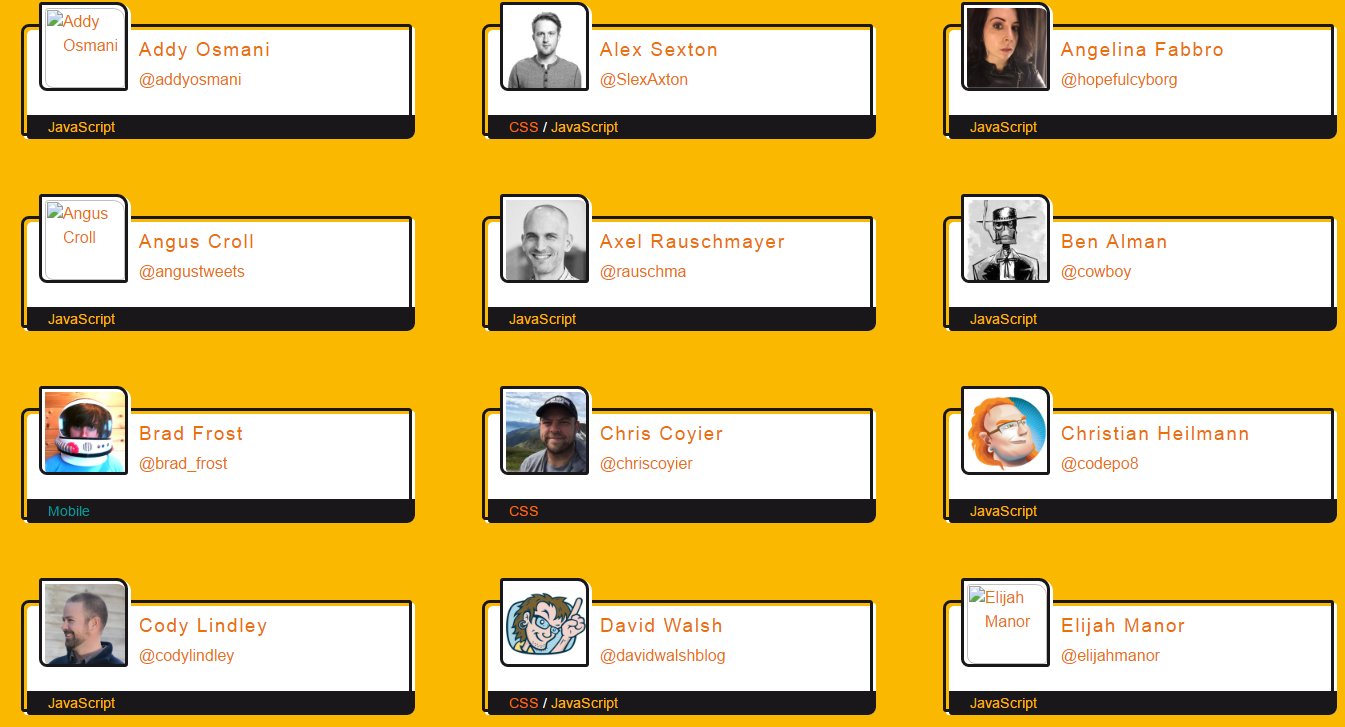 Addy
Osmani
Addy Osmani
@addyosmani
JavaScript
Alex Sexton
@SlexAxton
CSS / JavaScript
Angelina Fabbro
@hopefulcyborg
JavaScript
Angus
Croll
Angus Croll
@angustweets
JavaScript
Axel Rauschmayer
@rauschma
JavaScript
Ben Alman
@cowboy
JavaScript
Brad Frost
@brad_frost
Mobile
Chris Coyier
@chriscoyier
CSS
Christian Heilmann
@codepo8
JavaScript
Cody Lindley
@codylindley
JavaScript
David Walsh
@davidwalshblog
CSS / JavaScript
Elijah
Manor
Elijah Manor
@elijahmanor
JavaScript